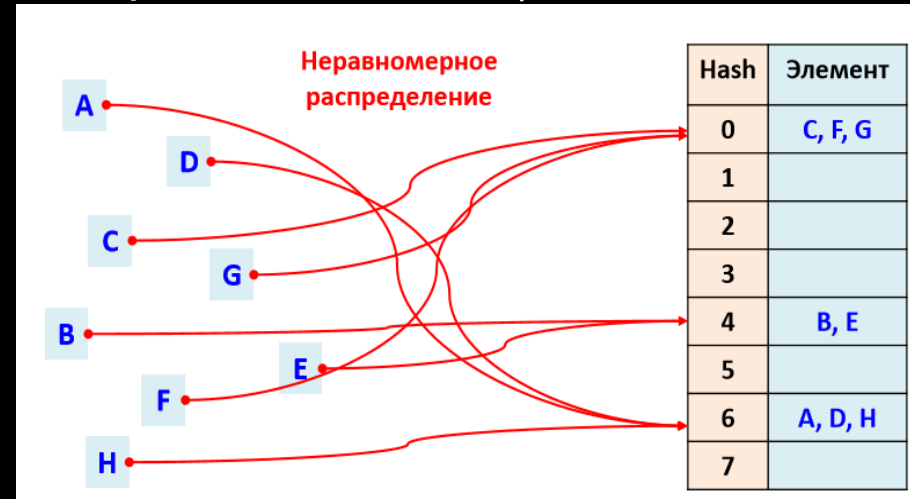 Неравномерное
распределение
A
D
C
G
B
E
F
H
Hash Элемент
0 C, F, G
1
2
3
4 B, E
5
6 A, D, H
7